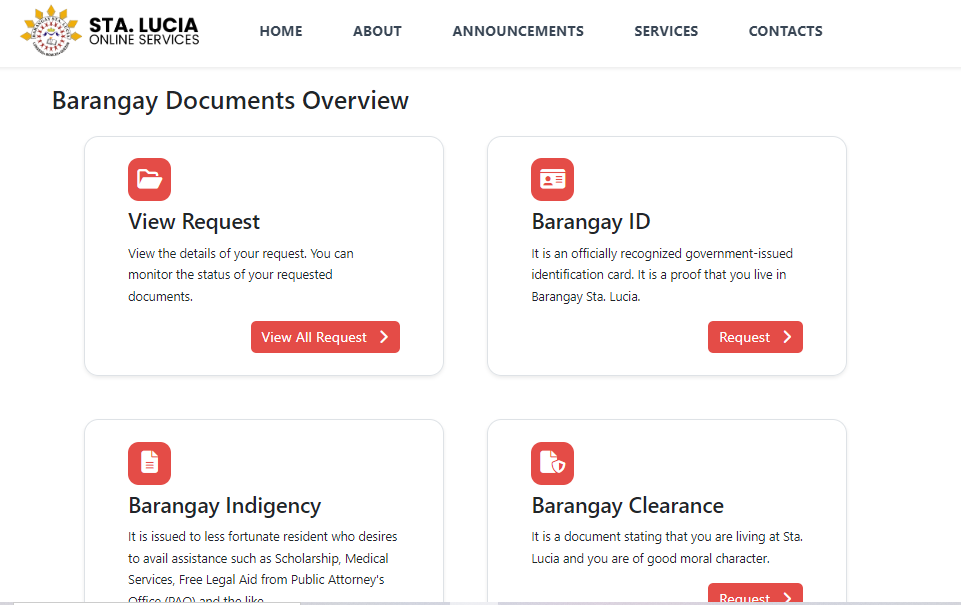 STA. LUCIA
ONLINE SERVICES
HOME
ABOUT
ANNOUNCEMENTS
SERVICES
CONTACTS
Barangay Documents Overview
View Request
View the details of your request. You can
monitor the status of your requested
documents.
View All Request
Barangay ID
It is an officially recognized government-issued
identification card. It is a proof that you live in
Barangay Sta. Lucia.
Request
Barangay Indigency
It is issued to less fortunate resident who desires
to avail assistance such as Scholarship, Medical
Services, Free Legal Aid from Public Attorney's
Office (PAO) and the like.
Barangay Clearance
It is a document stating that you are living at Sta.
Lucia and you are of good moral character.
Request